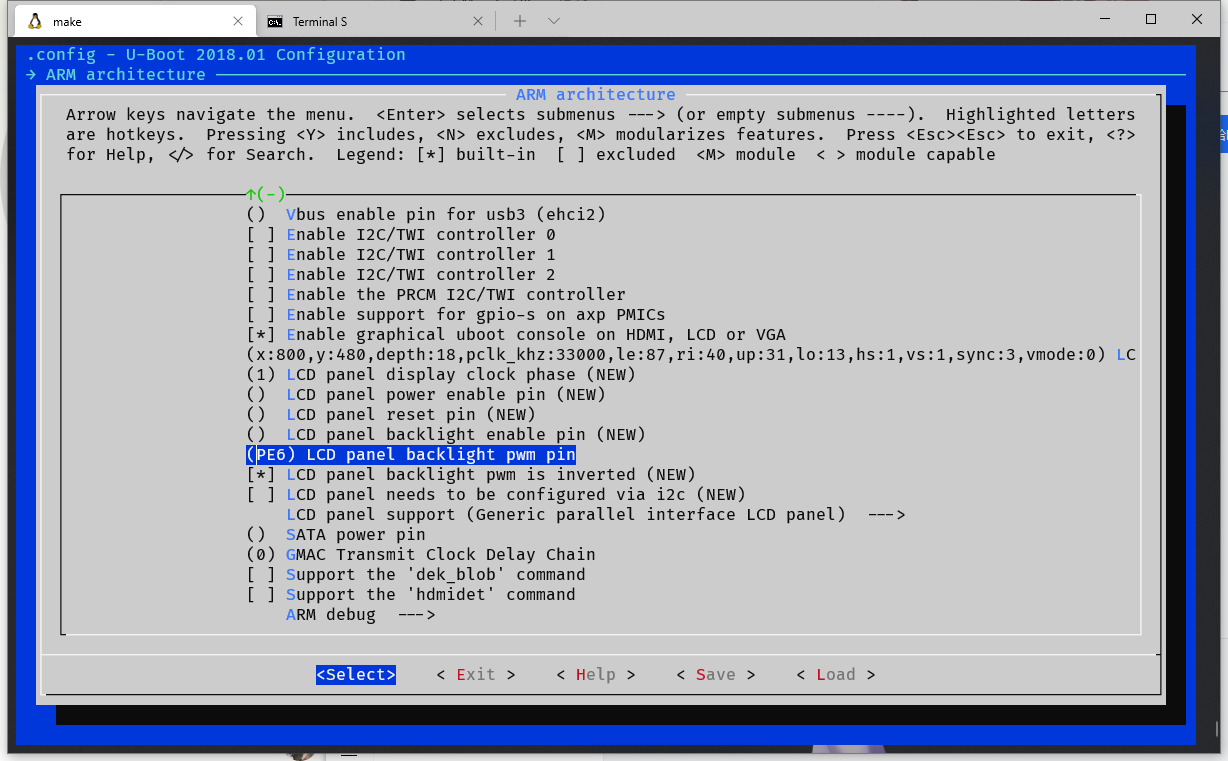 make
Terminal S
.config - U-Boot 2018.01 Configuration
→ ARM architecture
ARM architecture
Arrow keys navigate the menu.  <Enter> selects submenus ---> (or empty submenus ----).  Highlighted letters
are hotkeys.  Pressing <Y> includes, <N> excludes, <M> modularizes features.  Press <Esc><Esc> to exit, <?>
for Help, </> for Search.  Legend: [*] built-in  [ ] excluded  <M> module  < > module capable
↑(-)
()  Vbus enable pin for usb3 (ehci2)
[ ] Enable I2C/TWI controller 0
[ ] Enable I2C/TWI controller 1
[ ] Enable I2C/TWI controller 2
[ ] Enable the PRCM I2C/TWI controller
[ ] Enable support for gpio-s on axp PMICs
[*] Enable graphical uboot console on HDMI, LCD or VGA
(x:800,y:480,depth:18,pclk_khz:33000,le:87,ri:40,up:31,lo:13,hs:1,vs:1,sync:3,vmode:0) LC
(1) LCD panel display clock phase (NEW)
()  LCD panel power enable pin (NEW)
()  LCD panel reset pin (NEW)
()  LCD panel backlight enable pin (NEW)
(PE6) LCD panel backlight pwm pin
[*] LCD panel backlight pwm is inverted (NEW)
[ ] LCD panel needs to be configured via i2c (NEW)
LCD panel support (Generic parallel interface LCD panel)  --->
()  SATA power pin
(0) GMAC Transmit Clock Delay Chain
[ ] Support the 'dek_blob' command
[ ] Support the 'hdmidet' command
ARM debug  --->
<Select>    < Exit >    < Help >    < Save >    < Load >